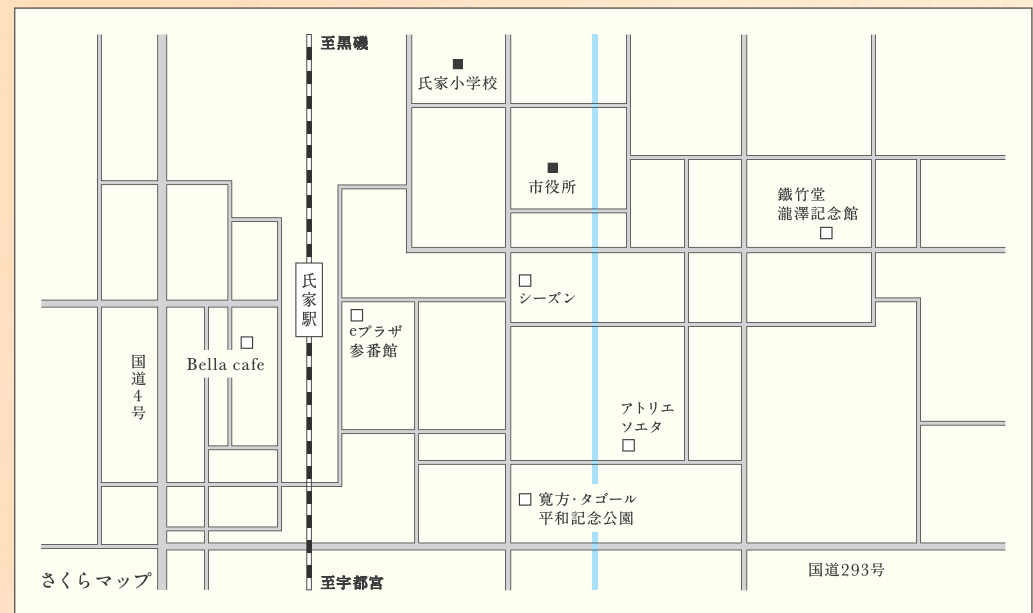 至黒磯
氏家小学校
市役所
鐵竹堂
瀧澤記念館
氏家駅
シーズン
eプラザ
参番館
Bella cafe
国道4号
アトリエ
ソエタ
寛方・タゴール
平和記念公園
さくらマップ
至宇都宮
国道293号